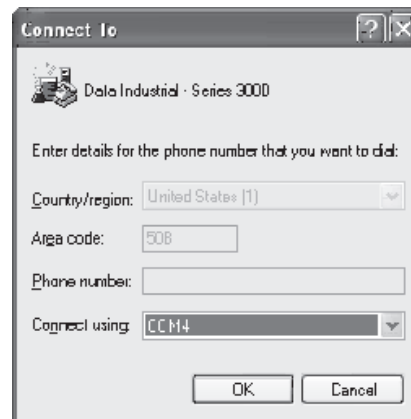 Connect To
Data Industrial - Series 3000
Enter details for the phone number that you want to dial:
Country/region: United States (1)
Area code: 508
Phone number:
Connect using: COM4
OK Cancel